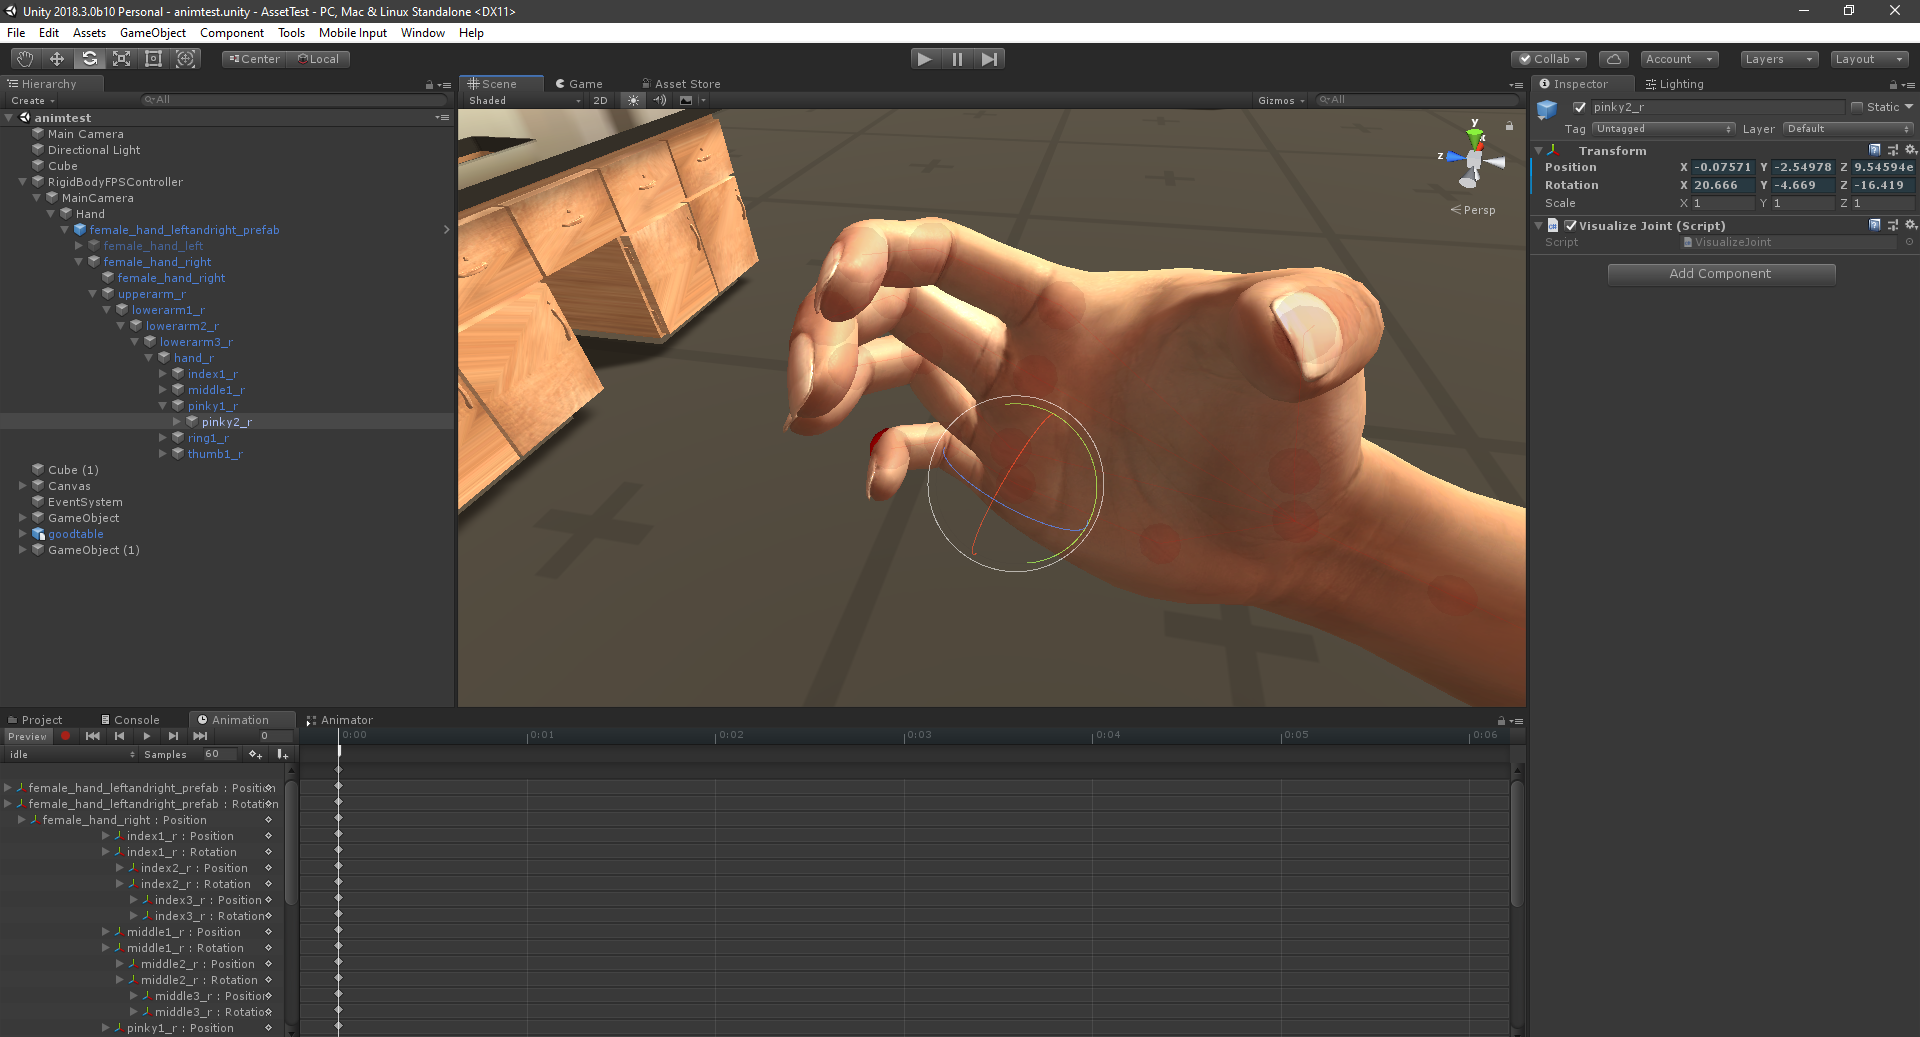 Unity 2018.3.0b10 Personal - animtest.unity - AssetTest - PC, Mac & Linux Standalone <DX11>
File Edit Assets GameObject Component Tools Mobile Input Window Help
Center Local Collab Account Layers Layout
Hierarchy
Create All
animtest
Main Camera
Directional Light
Cube
RigidBodyFPSController
MainCamera
Hand
female_hand_leftandright_prefab
female_hand_left
female_hand_right
female_hand_right
upperarm_r
lowerarm1_r
lowerarm2_r
lowerarm3_r
hand_r
index1_r
middle1_r
pinky1_r
pinky2_r
ring1_r
thumb1_r
Cube (1)
Canvas
EventSystem
GameObject
goodtable
GameObject (1)
Scene Game Asset Store
Shaded 2D Gizmos All
y
x
z
Persp
Inspector Lighting
pinky2_r Static
Tag Untagged Layer Default
Transform
Position X -0.07571 Y -2.54978 Z 9.54594e
Rotation X 20.666 Y -4.669 Z -16.419
Scale X 1 Y 1 Z 1
Visualize Joint (Script)
Script VisualizeJoint
Add Component
Project Console Animation Animator
Preview 0
0:00 0:01 0:02 0:03 0:04 0:05 0:06
idle Samples 60
female_hand_leftandright_prefab : Position
female_hand_leftandright_prefab : Rotation
female_hand_right : Position
index1_r : Position
index1_r : Rotation
index2_r : Position
index2_r : Rotation
index3_r : Position
index3_r : Rotation
middle1_r : Position
middle1_r : Rotation
middle2_r : Position
middle2_r : Rotation
middle3_r : Position
middle3_r : Rotatio
pinky1_r : Position